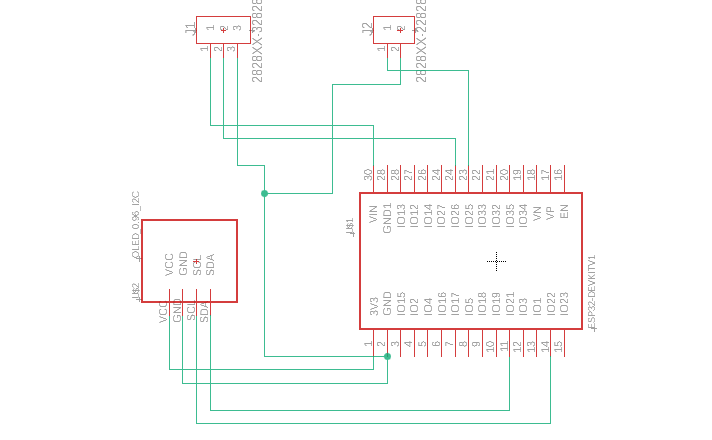 J1
1 2 3
1 2 3
2828XX-32828
J2
1 2
1 2
2828XX-22828
30 28 28 27 26 24 24 23 22 21 20 19 18 17 16
VIN GND1 IO13 IO12 IO14 IO27 IO26 IO25 IO33 IO32 IO35 IO34 VN VP EN
U$1
ESP32-DEVKITV1
3V3 GND IO15 IO2 IO4 IO16 IO17 IO5 IO18 IO19 IO21 IO3 IO1 IO22 IO23
1 2 3 4 5 6 7 8 9 10 11 12 13 14 15
OLED_0.96_I2C
U$2
VCC GND SCL SDA
VCC GND SCL SDA